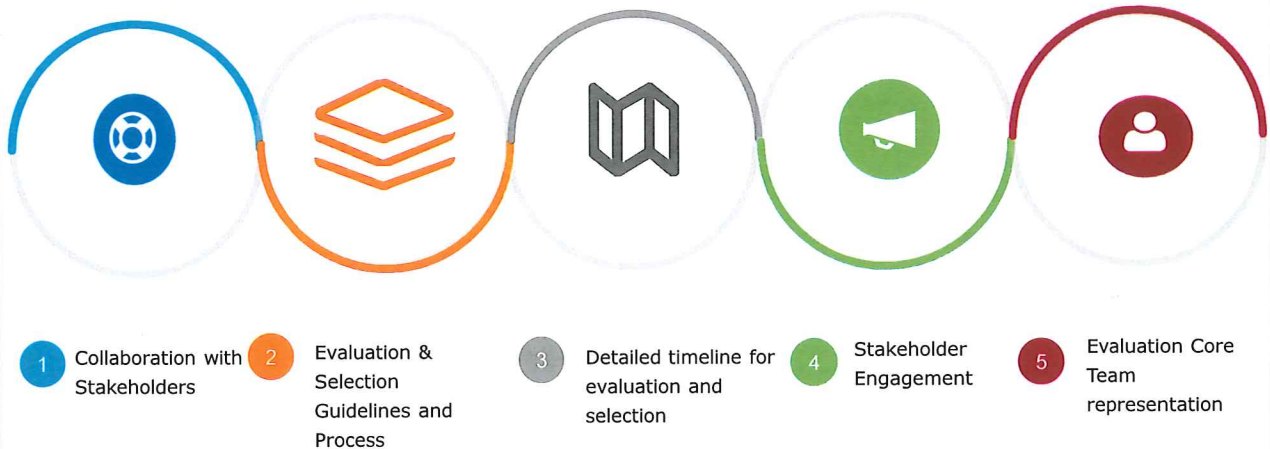 1
Collaboration with
Stakeholders
2
Evaluation &
Selection
Guidelines and
Process
3
Detailed timeline for
evaluation and
selection
4
Stakeholder
Engagement
5
Evaluation Core
Team
representation